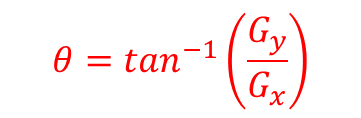 θ = tan⁻¹(G_y/G_x)